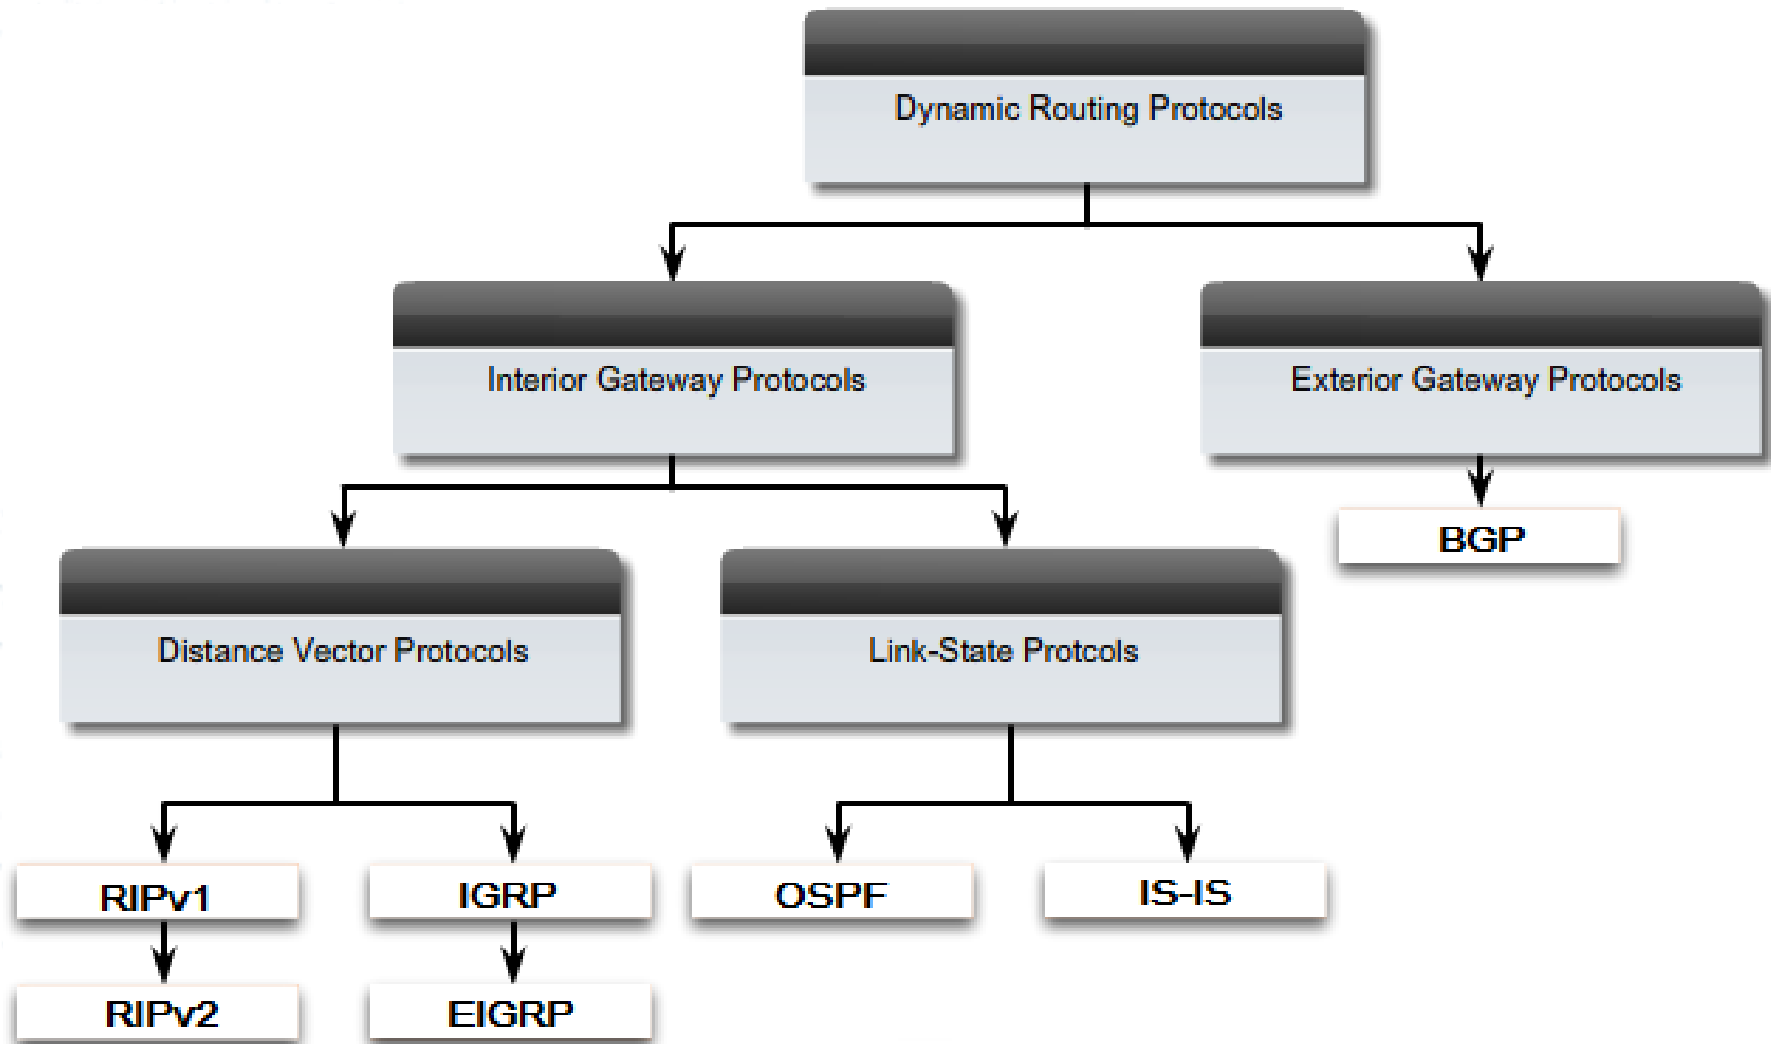 Dynamic Routing Protocols
Interior Gateway Protocols
Exterior Gateway Protocols
BGP
Distance Vector Protocols
Link-State Protcols
RIPv1
IGRP
OSPF
IS-IS
RIPv2
EIGRP